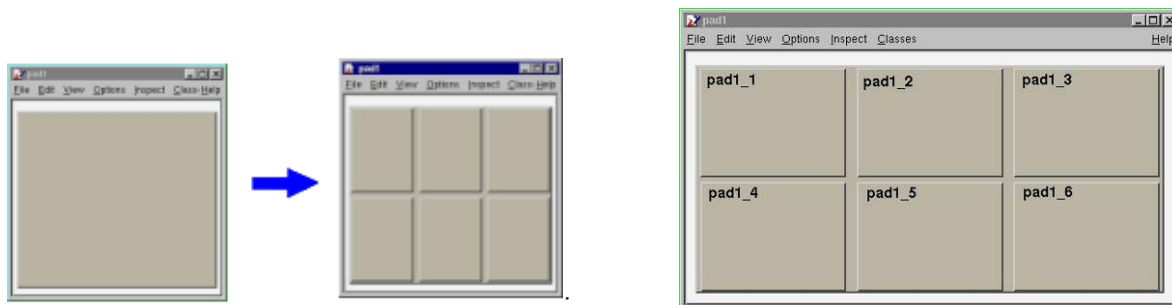 pad1
File Edit View Options Inspect Class Help
pad1
File Edit View Options Inspect Class Help
.
pad1
File Edit View Options Inspect Classes Help
pad1_1 pad1_2 pad1_3
pad1_4 pad1_5 pad1_6